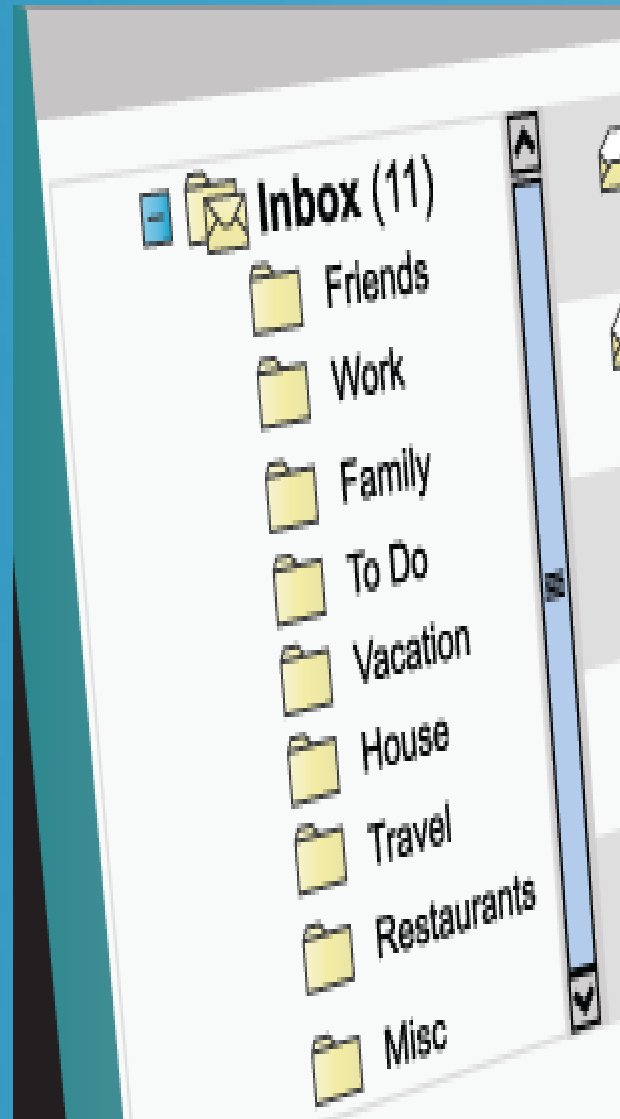 Inbox (11)
Friends
Work
Family
To Do
Vacation
House
Travel
Restaurants
Misc